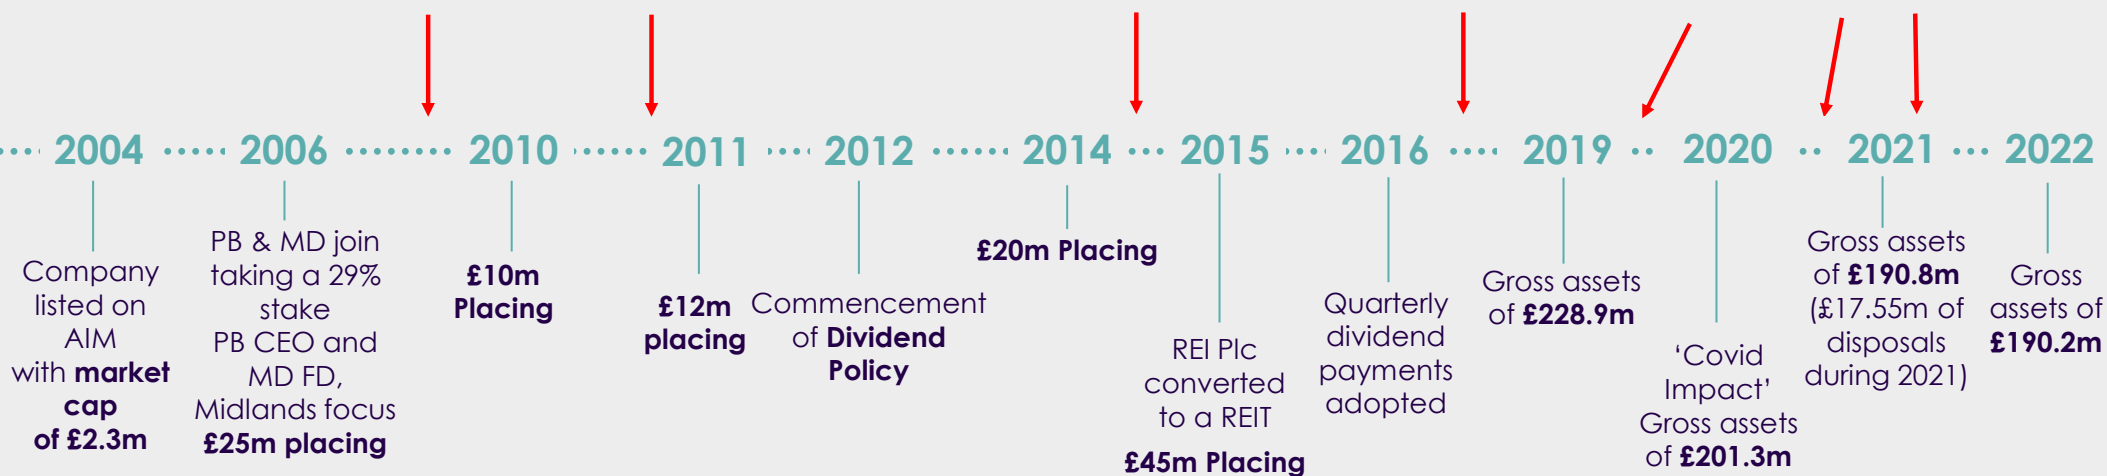 2004
2006
2010
2011
2012
2014
2015
2016
2019
2020
2021
2022
Company
listed on
AIM
with market
cap
of £2.3m
PB & MD join
taking a 29%
stake
PB CEO and
MD FD,
Midlands focus
£25m placing
£10m
Placing
£12m
placing
Commencement
of Dividend
Policy
£20m Placing
REI Plc
converted
to a REIT
£45m Placing
Quarterly
dividend
payments
adopted
Gross assets
of £228.9m
‘Covid
Impact’
Gross assets
of £201.3m
Gross assets
of £190.8m
(£17.55m of
disposals
during 2021)
Gross
assets of
£190.2m